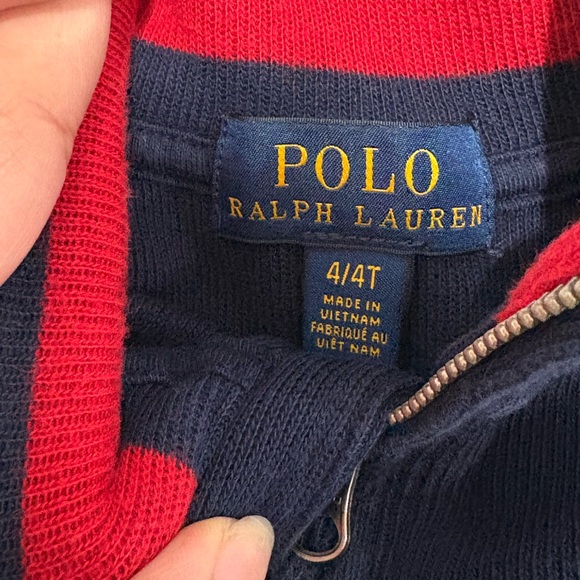 POLO
RALPH LAUREN
4/4T
MADE IN
VIETNAM
FABRIQUÉ AU
VIÊT NAM